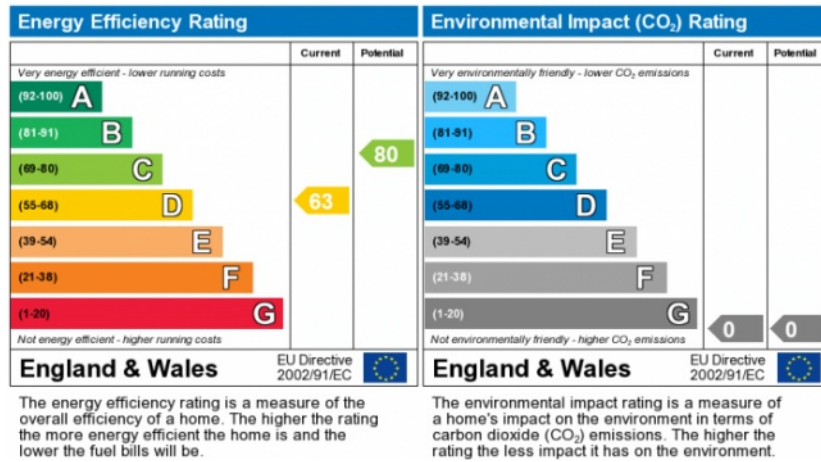 Energy Efficiency Rating
Current Potential
Very energy efficient - lower running costs
(92-100) A
(81-91) B
(69-80) C
80
(55-68) D
63
(39-54) E
(21-38) F
(1-20) G
Not energy efficient - higher running costs
England & Wales
EU Directive
2002/91/EC
The energy efficiency rating is a measure of the
overall efficiency of a home. The higher the rating
the more energy efficient the home is and the
lower the fuel bills will be.
Environmental Impact (CO₂) Rating
Current Potential
Very environmentally friendly - lower CO₂ emissions
(92-100) A
(81-91) B
(69-80) C
(55-68) D
(39-54) E
(21-38) F
(1-20) G
0 0
Not environmentally friendly - higher CO₂ emissions
England & Wales
EU Directive
2002/91/EC
The environmental impact rating is a measure of
a home's impact on the environment in terms of
carbon dioxide (CO₂) emissions. The higher the
rating the less impact it has on the environment.